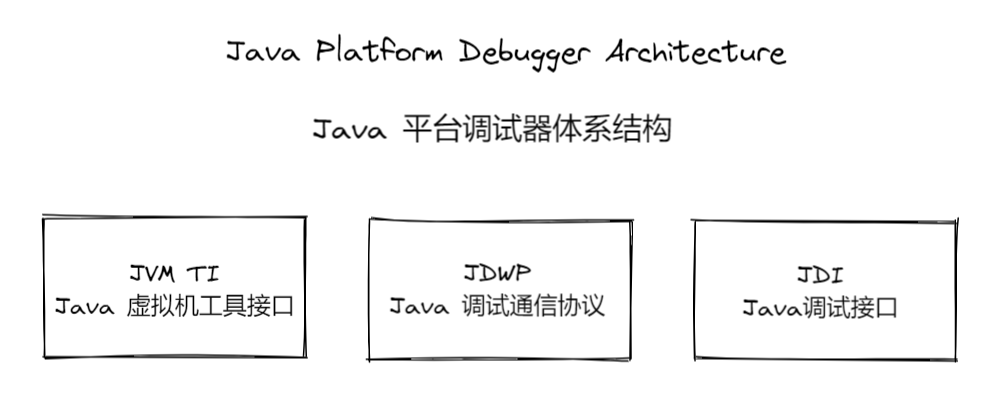 Java Platform Debugger Architecture
Java 平台调试器体系结构
JVM TI
Java 虚拟机工具接口
JDWP
Java 调试通信协议
JDI
Java调试接口